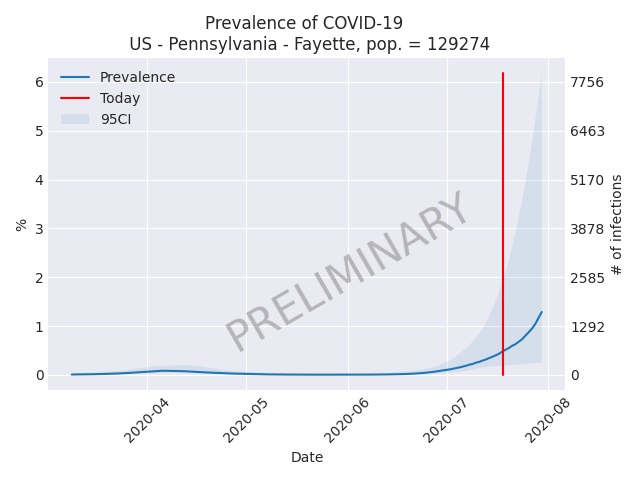 Prevalence of COVID-19
US - Pennsylvania - Fayette, pop. = 129274
Prevalence
Today
95CI
PRELIMINARY
%
6
5
4
3
2
1
0
7756
6463
5170
3878
2585
1292
0
# of infections
2020-04
2020-05
2020-06
2020-07
2020-08
Date